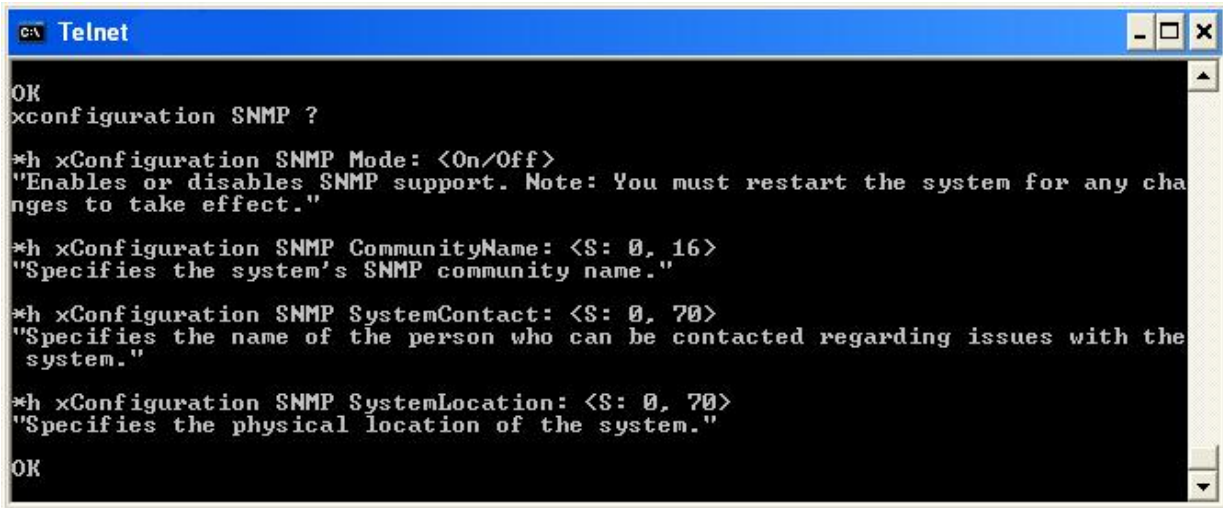 Telnet
OK
xconfiguration SNMP ?
*h xConfiguration SNMP Mode: <On/Off>
"Enables or disables SNMP support. Note: You must restart the system for any cha
nges to take effect."
*h xConfiguration SNMP CommunityName: <S: 0, 16>
"Specifies the system's SNMP community name."
*h xConfiguration SNMP SystemContact: <S: 0, 70>
"Specifies the name of the person who can be contacted regarding issues with the
 system."
*h xConfiguration SNMP SystemLocation: <S: 0, 70>
"Specifies the physical location of the system."
OK